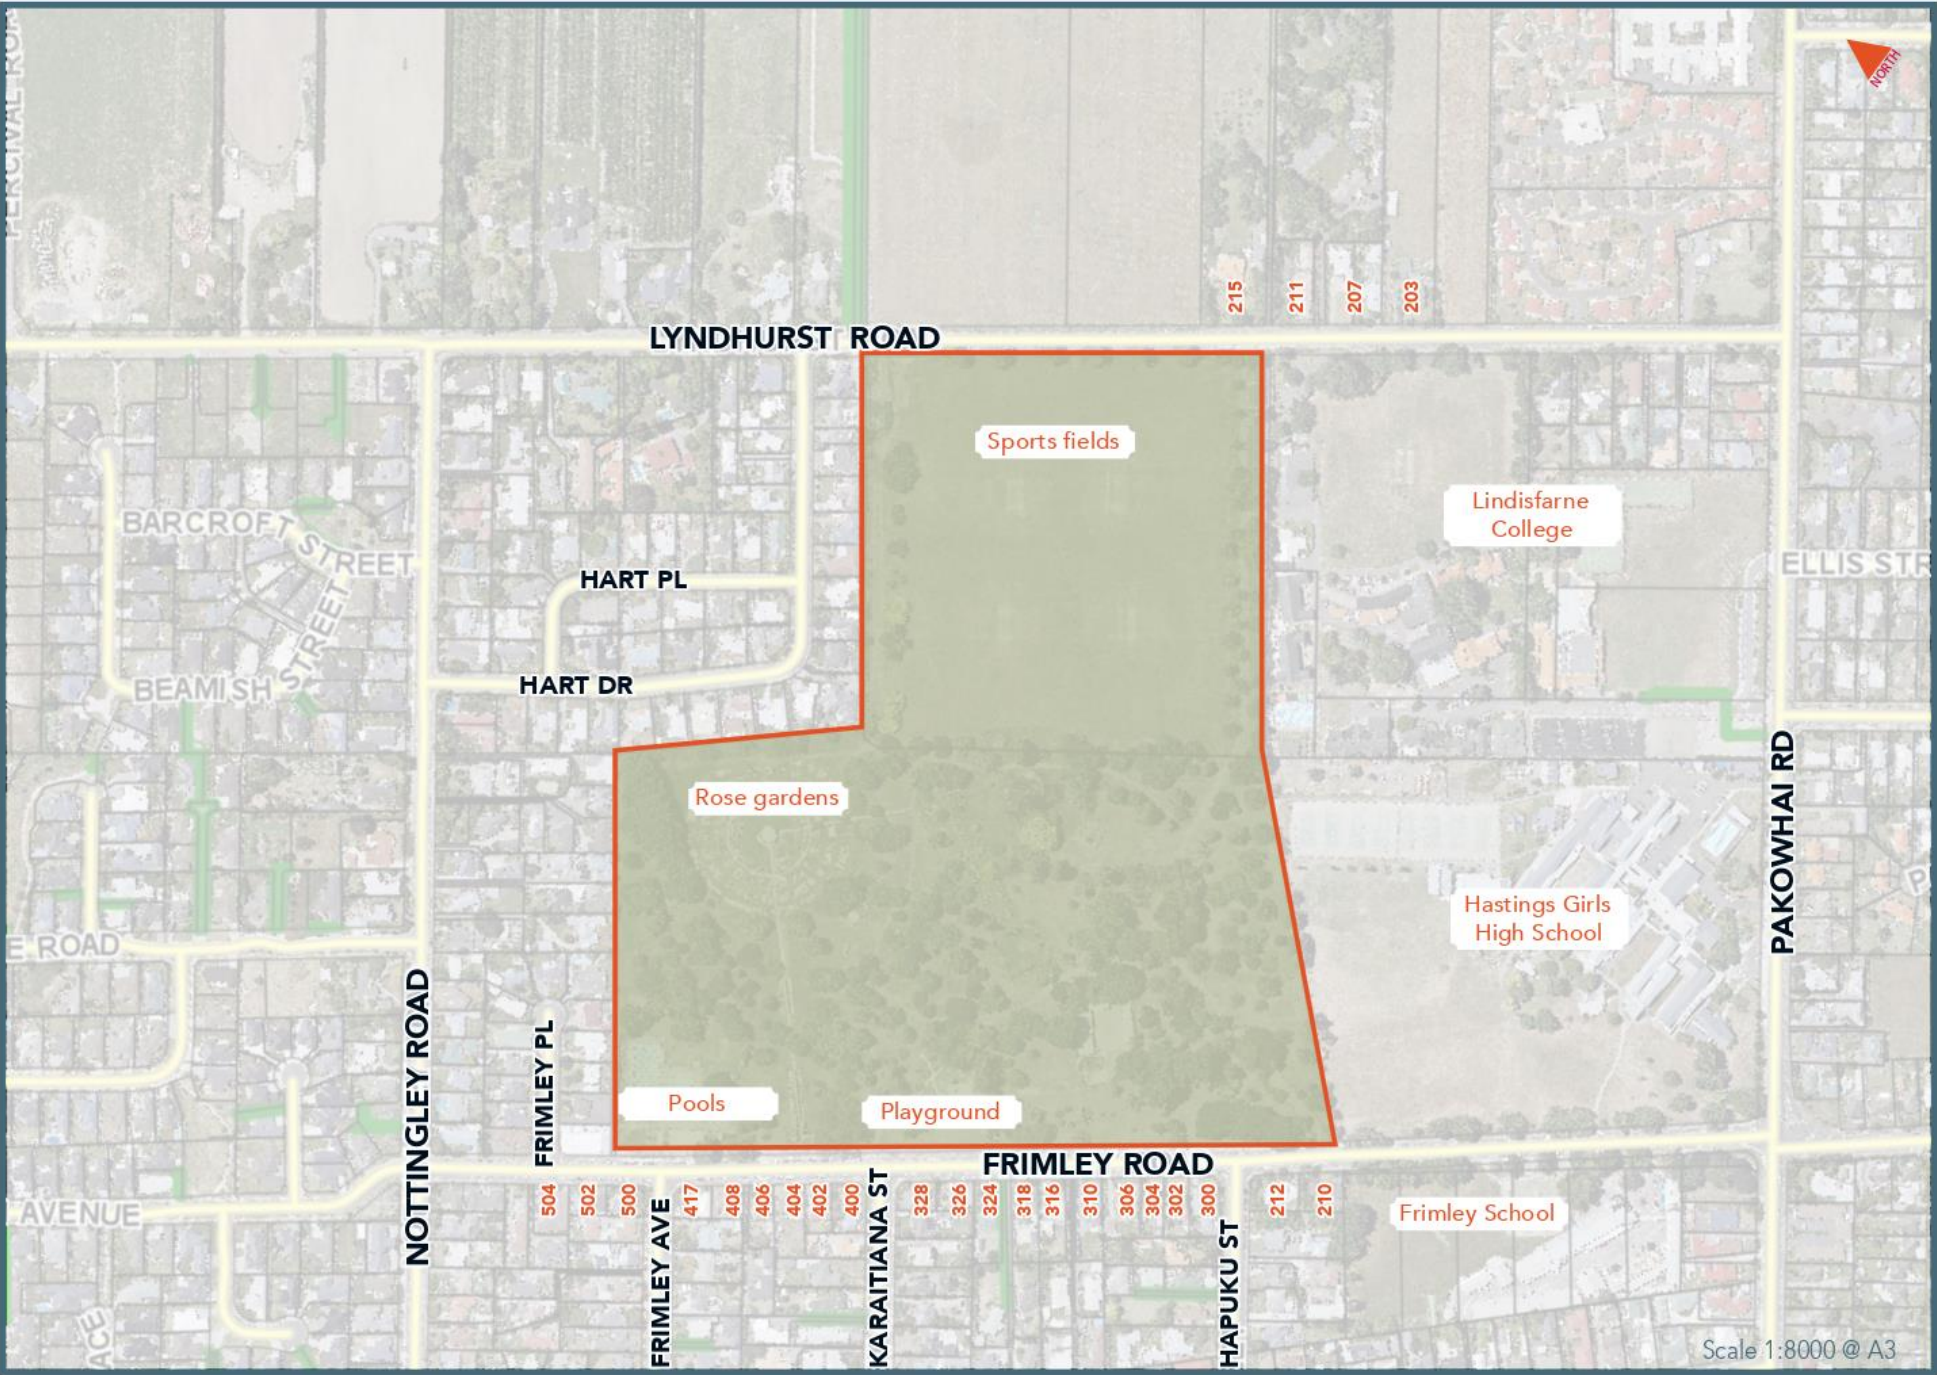 PERCIVAL ROAD
NORTH
215
211
207
203
LYNDHURST ROAD
Sports fields
Lindisfarne
College
BARCROFT STREET
ELLIS STR
HART PL
BEAMISH STREET
HART DR
PAKOWHAI RD
Rose gardens
Hastings Girls
High School
E ROAD
NOTTINGLEY ROAD
FRIMLEY PL
Pools
Playground
FRIMLEY ROAD
504
502
500
417
408
406
404
402
400
328
326
324
318
316
310
306
304
302
300
212
210
AVENUE
FRIMLEY AVE
KARAITIANA ST
HAPUKU ST
Frimley School
ACE
Scale 1:8000 @ A3